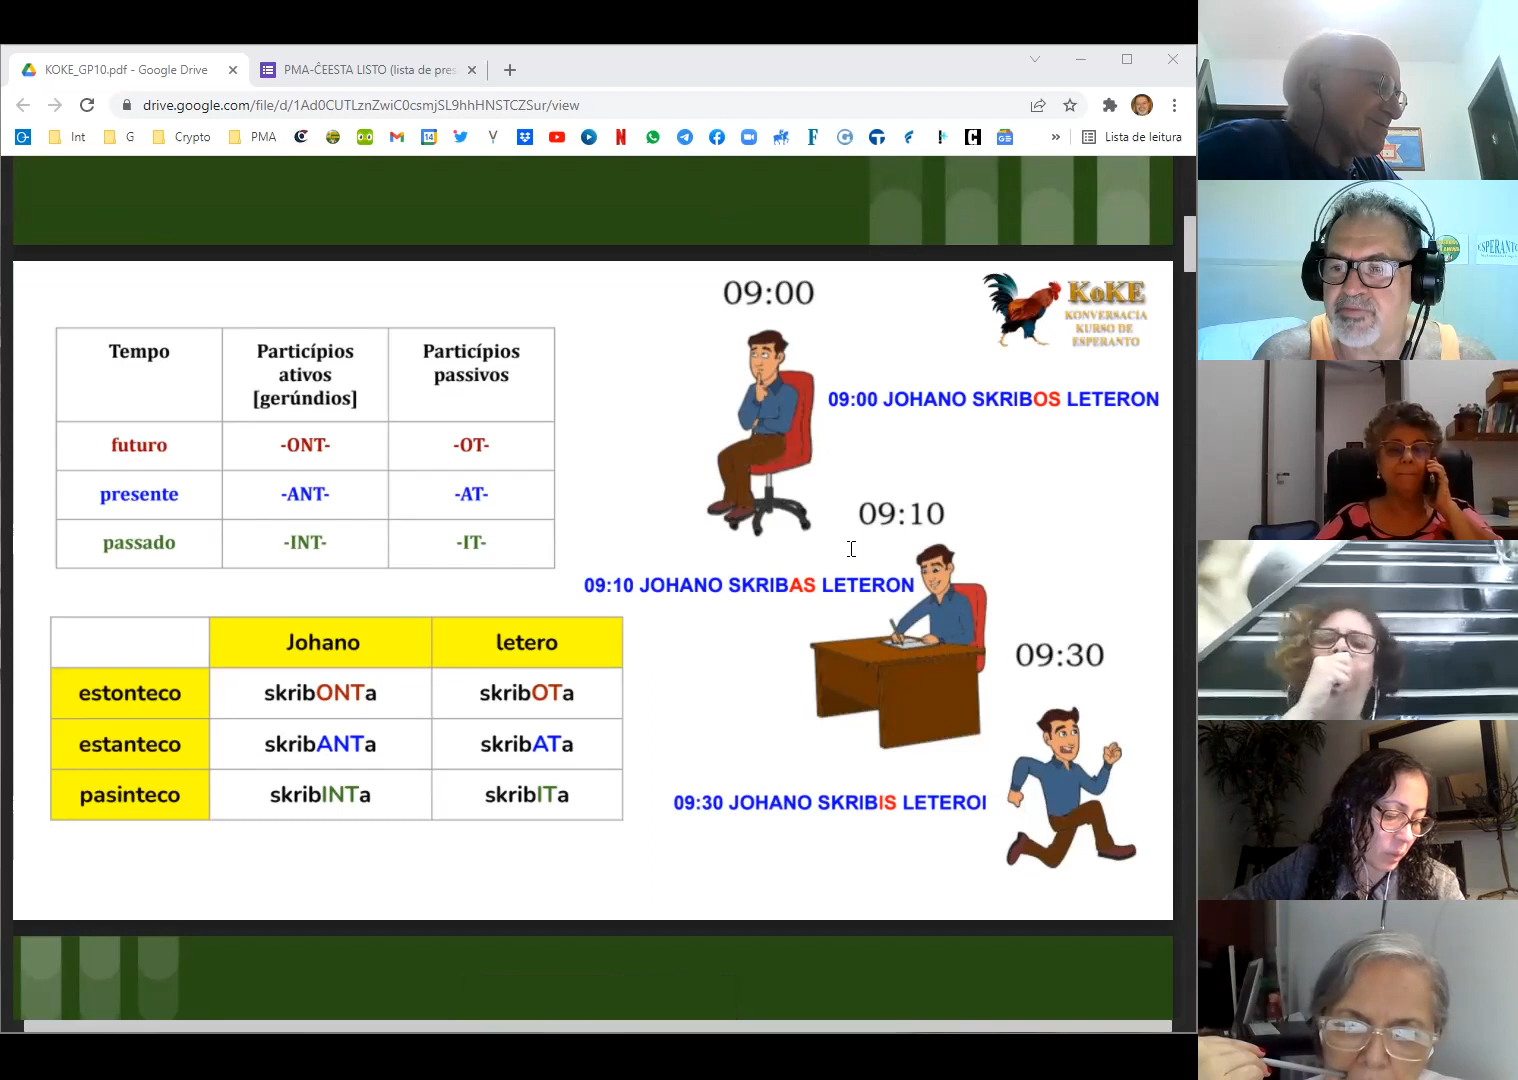 KOKE_GP10.pdf - Google Drive
PMA-ĈEESTA LISTO (lista de pres
drive.google.com/file/d/1Ad0CUTLznZwiC0csmjSL9hhHNSTCZSur/view
Int
G
Crypto
PMA
Lista de leitura
09:00
KoKE
KONVERSACIA
KURSO DE
ESPERANTO
Tempo
Particípios
ativos
[gerúndios]
Particípios
passivos
futuro
-ONT-
-OT-
presente
-ANT-
-AT-
passado
-INT-
-IT-
09:00 JOHANO SKRIBOS LETERON
09:10
09:10 JOHANO SKRIBAS LETERON
09:30
09:30 JOHANO SKRIBIS LETEROI
Johano
letero
estonteco
skribONTa
skribOTa
estanteco
skribANTa
skribATa
pasinteco
skribINTa
skribITa
ESPERANTO